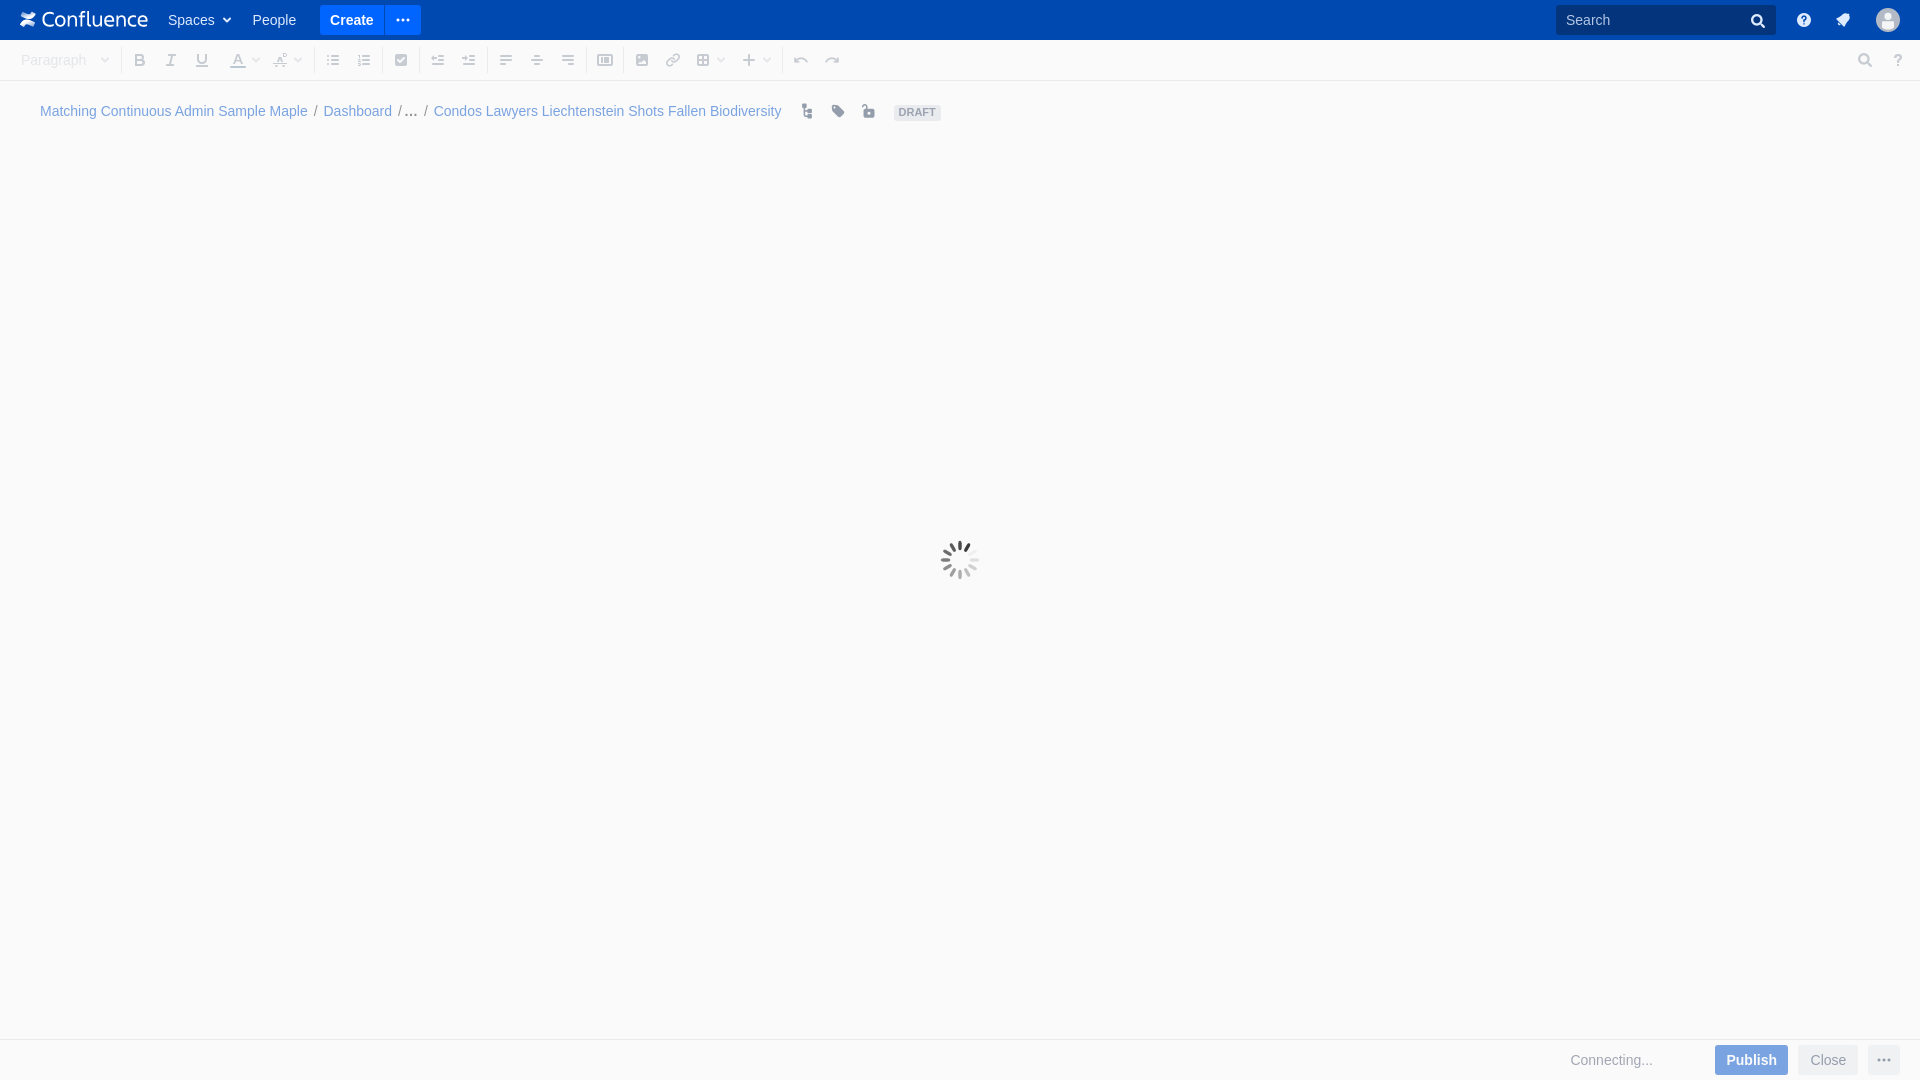 Confluence Spaces People Create Search
Paragraph
Matching Continuous Admin Sample Maple / Dashboard / ... / Condos Lawyers Liechtenstein Shots Fallen Biodiversity DRAFT
Connecting... Publish Close